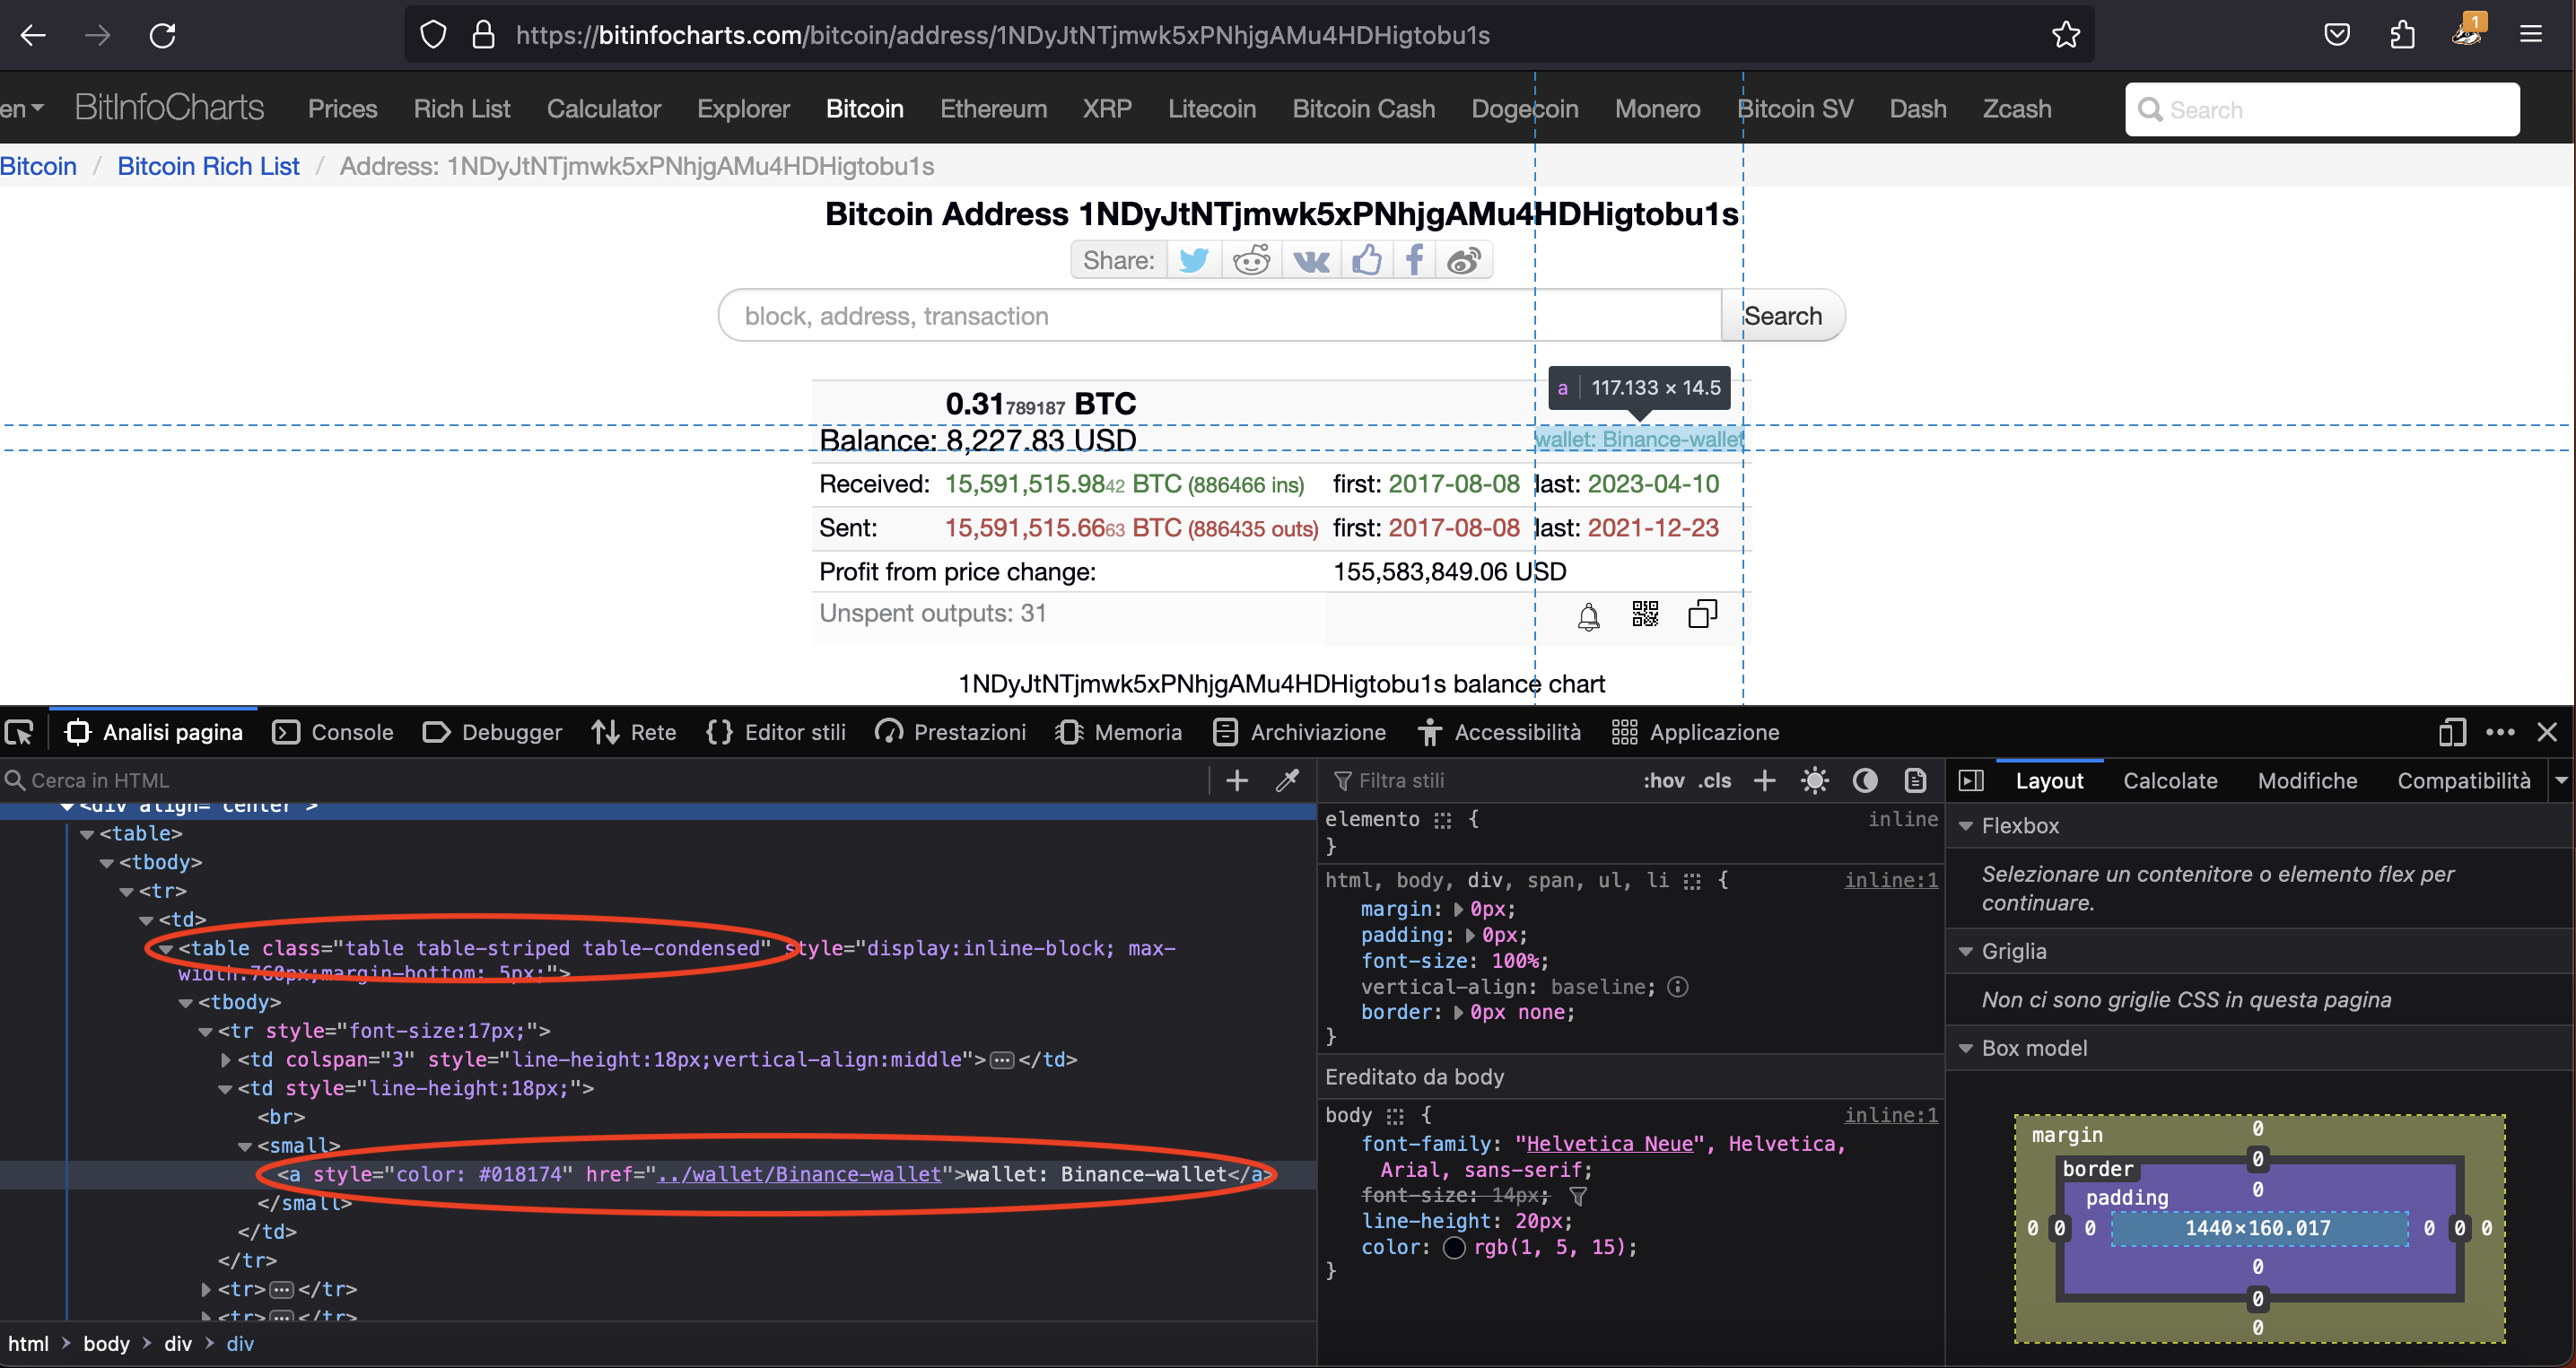 https://bitinfocharts.com/bitcoin/address/1NDyJtNTjmwk5xPNhjgAMu4HDHigtobu1s
1
en BitInfoCharts Prices Rich List Calculator Explorer Bitcoin Ethereum XRP Litecoin Bitcoin Cash Dogecoin Monero Bitcoin SV Dash Zcash Search
Bitcoin / Bitcoin Rich List / Address: 1NDyJtNTjmwk5xPNhjgAMu4HDHigtobu1s
Bitcoin Address 1NDyJtNTjmwk5xPNhjgAMu4HDHigtobu1s
Share:
block, address, transaction Search
a 117.133 × 14.5
0.31789187 BTC
Balance: 8,227.83 USD wallet: Binance-wallet
Received: 15,591,515.9842 BTC (886466 ins) first: 2017-08-08 last: 2023-04-10
Sent: 15,591,515.6663 BTC (886435 outs) first: 2017-08-08 last: 2021-12-23
Profit from price change: 155,583,849.06 USD
Unspent outputs: 31
1NDyJtNTjmwk5xPNhjgAMu4HDHigtobu1s balance chart
Analisi pagina Console Debugger Rete Editor stili Prestazioni Memoria Archiviazione Accessibilità Applicazione
Cerca in HTML
<div align="center">
<table>
<tbody>
<tr>
<td>
<table class="table table-striped table-condensed" style="display:inline-block; max-
width:760px;margin-bottom: 5px;">
<tbody>
<tr style="font-size:17px;">
<td colspan="3" style="line-height:18px;vertical-align:middle">…</td>
<td style="line-height:18px;">
<br>
<small>
<a style="color: #018174" href="../wallet/Binance-wallet">wallet: Binance-wallet</a>
</small>
</td>
</tr>
<tr>…</tr>
<tr>…</tr>
html > body > div > div
Filtra stili :hov .cls
elemento { inline
}
html, body, div, span, ul, li { inline:1
margin: 0px;
padding: 0px;
font-size: 100%;
vertical-align: baseline;
border: 0px none;
}
Ereditato da body
body { inline:1
font-family: "Helvetica Neue", Helvetica,
Arial, sans-serif;
font-size: 14px;
line-height: 20px;
color: rgb(1, 5, 15);
}
Layout Calcolate Modifiche Compatibilità
Flexbox
Selezionare un contenitore o elemento flex per
continuare.
Griglia
Non ci sono griglie CSS in questa pagina
Box model
margin 0
border 0
padding 0
0 0 0 1440×160.017 0 0 0
0
0
0